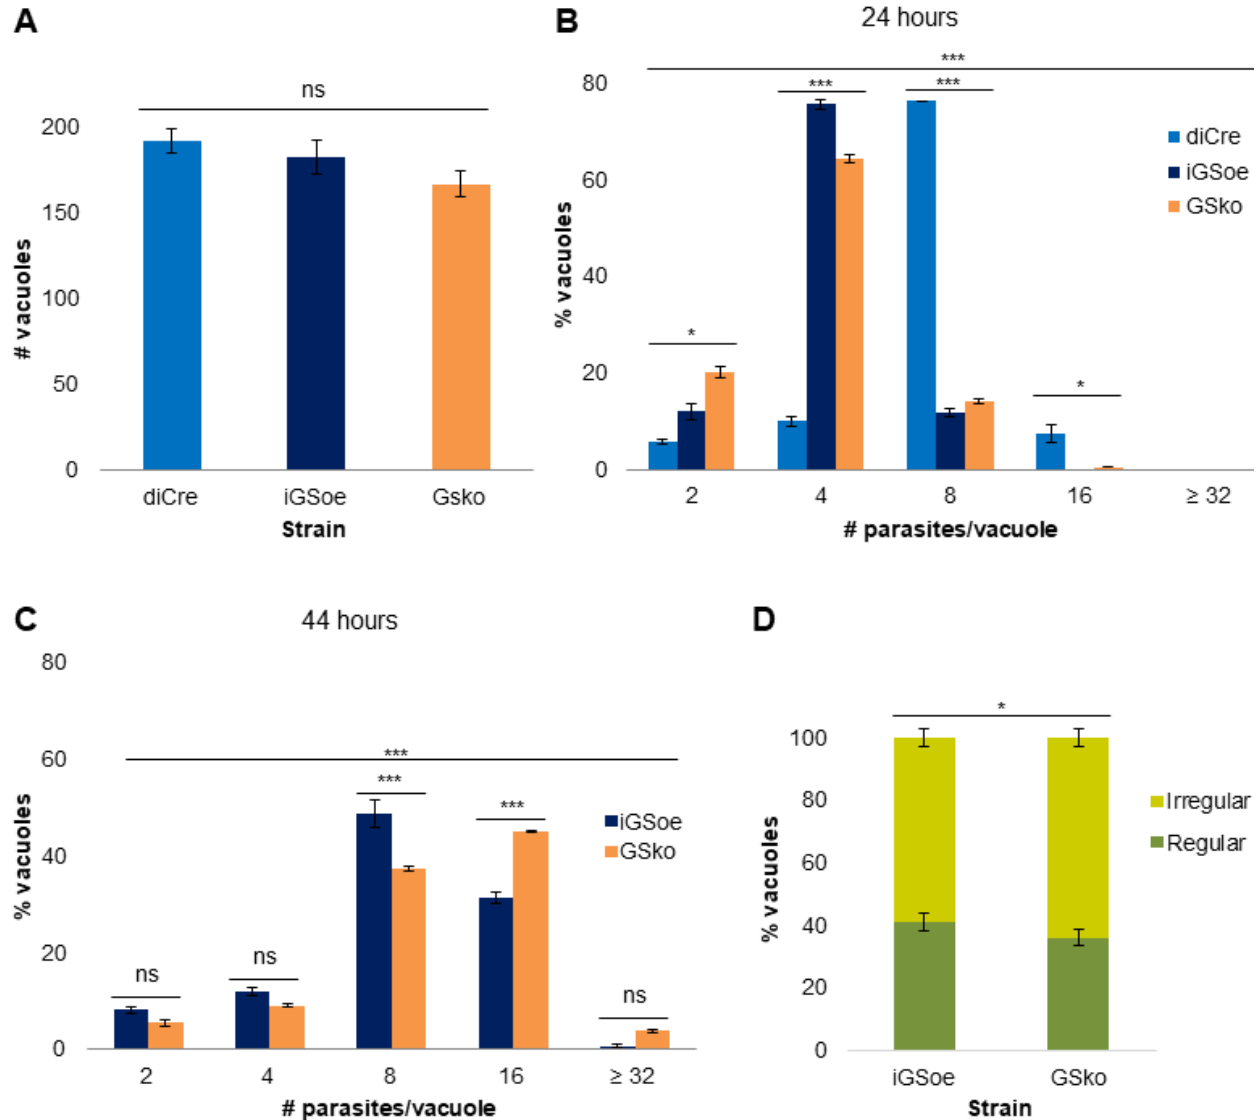 A
ns
200
150
100
50
0
# vacuoles
diCre
iGSoe
Gsko
Strain
B
24 hours
***
80
***
***
60
40
20
0
% vacuoles
*
*
diCre
iGSoe
GSko
2
4
8
16
≥ 32
# parasites/vacuole
C
44 hours
80
60
40
20
0
% vacuoles
***
***
***
ns
ns
ns
iGSoe
GSko
2
4
8
16
≥ 32
# parasites/vacuole
D
*
100
80
60
40
20
0
% vacuoles
Irregular
Regular
iGSoe
GSko
Strain